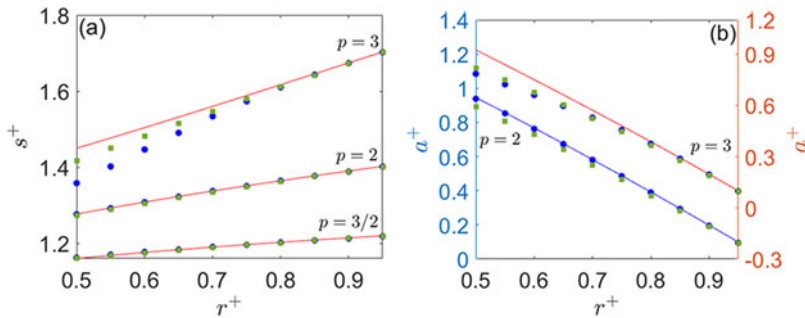 (a)
1.8
1.6
1.4
1.2
s⁺
p = 3
p = 2
p = 3/2
0.5 0.6 0.7 0.8 0.9
r⁺
(b)
1.4
1.2
1
0.8
0.6
0.4
0.2
0
a⁺
p = 2
p = 3
0.5 0.6 0.7 0.8 0.9
r⁺
1.2
0.9
0.6
0.3
0
-0.3
a⁺